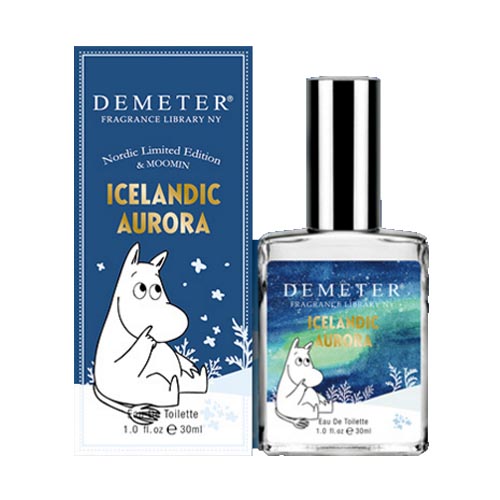 DEMETER®
FRAGRANCE LIBRARY NY
Nordic Limited Edition
& MOOMIN
ICELANDIC
AURORA
Eau De Toilette
1.0 fl.oz ℮ 30ml
DEMETER®
FRAGRANCE LIBRARY NY
ICELANDIC
AURORA
Eau De Toilette
1.0 fl.oz ℮ 30ml